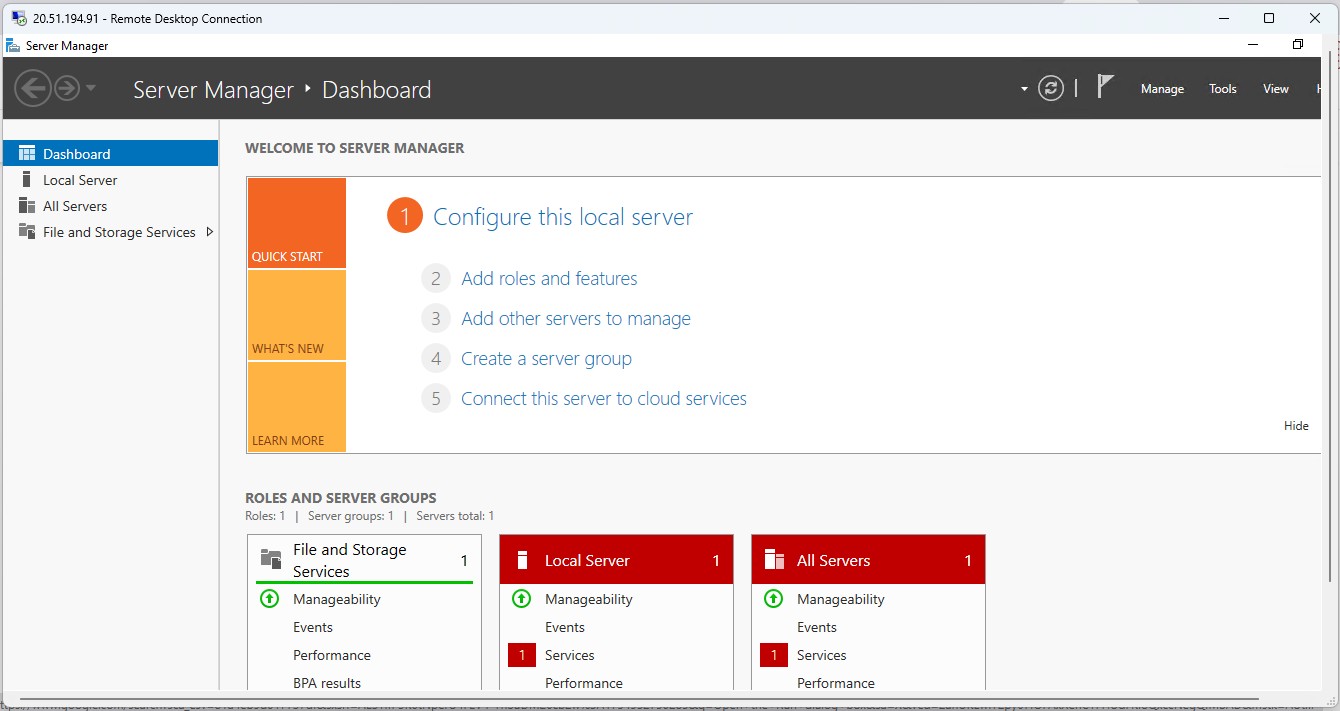 20.51.194.91 - Remote Desktop Connection
Server Manager
Server Manager ‣ Dashboard
Manage Tools View
Dashboard
Local Server
All Servers
File and Storage Services
WELCOME TO SERVER MANAGER
QUICK START
WHAT'S NEW
LEARN MORE
1 Configure this local server
2 Add roles and features
3 Add other servers to manage
4 Create a server group
5 Connect this server to cloud services
Hide
ROLES AND SERVER GROUPS
Roles: 1 | Server groups: 1 | Servers total: 1
File and Storage
Services 1
Manageability
Events
Performance
BPA results
Local Server 1
Manageability
Events
1 Services
Performance
All Servers 1
Manageability
Events
1 Services
Performance